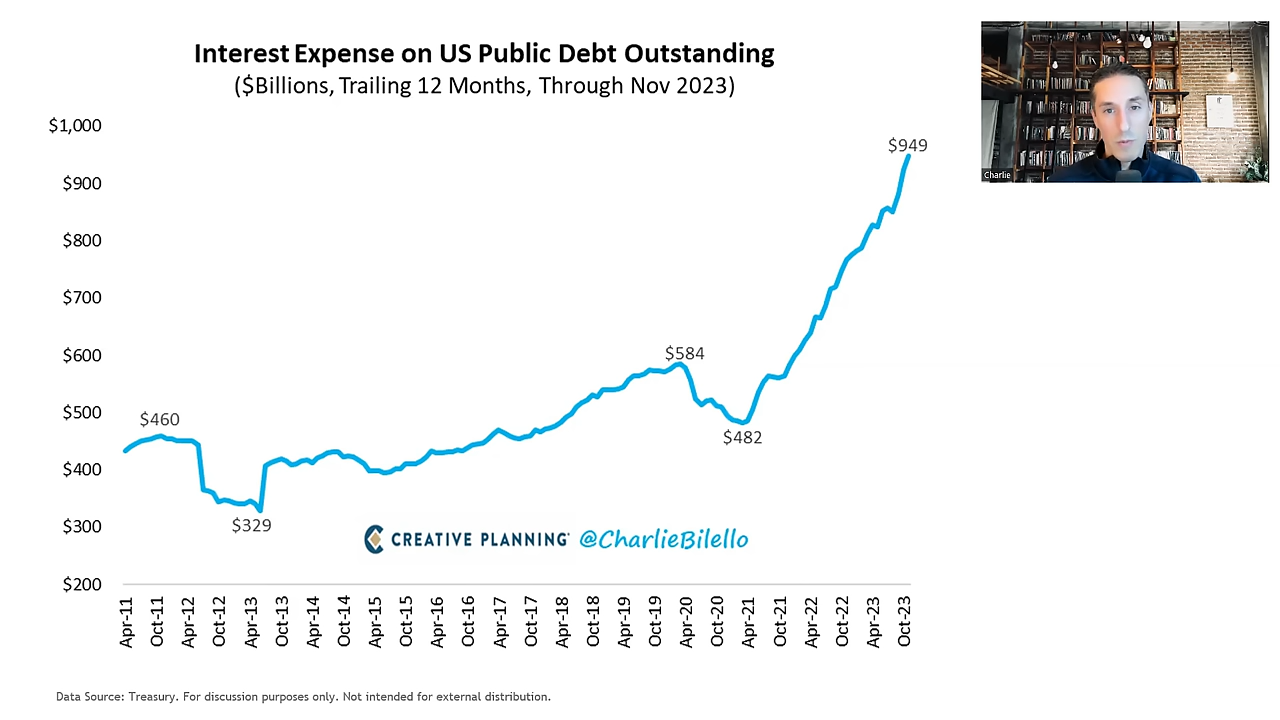 Interest Expense on US Public Debt Outstanding
($Billions, Trailing 12 Months, Through Nov 2023)
$1,000
$900
$800
$700
$600
$500
$400
$300
$200
$460
$329
$584
$482
$949
Charlie
CREATIVE PLANNING® @CharlieBilello
Apr-11
Oct-11
Apr-12
Oct-12
Apr-13
Oct-13
Apr-14
Oct-14
Apr-15
Oct-15
Apr-16
Oct-16
Apr-17
Oct-17
Apr-18
Oct-18
Apr-19
Oct-19
Apr-20
Oct-20
Apr-21
Oct-21
Apr-22
Oct-22
Apr-23
Oct-23
Data Source: Treasury. For discussion purposes only. Not intended for external distribution.